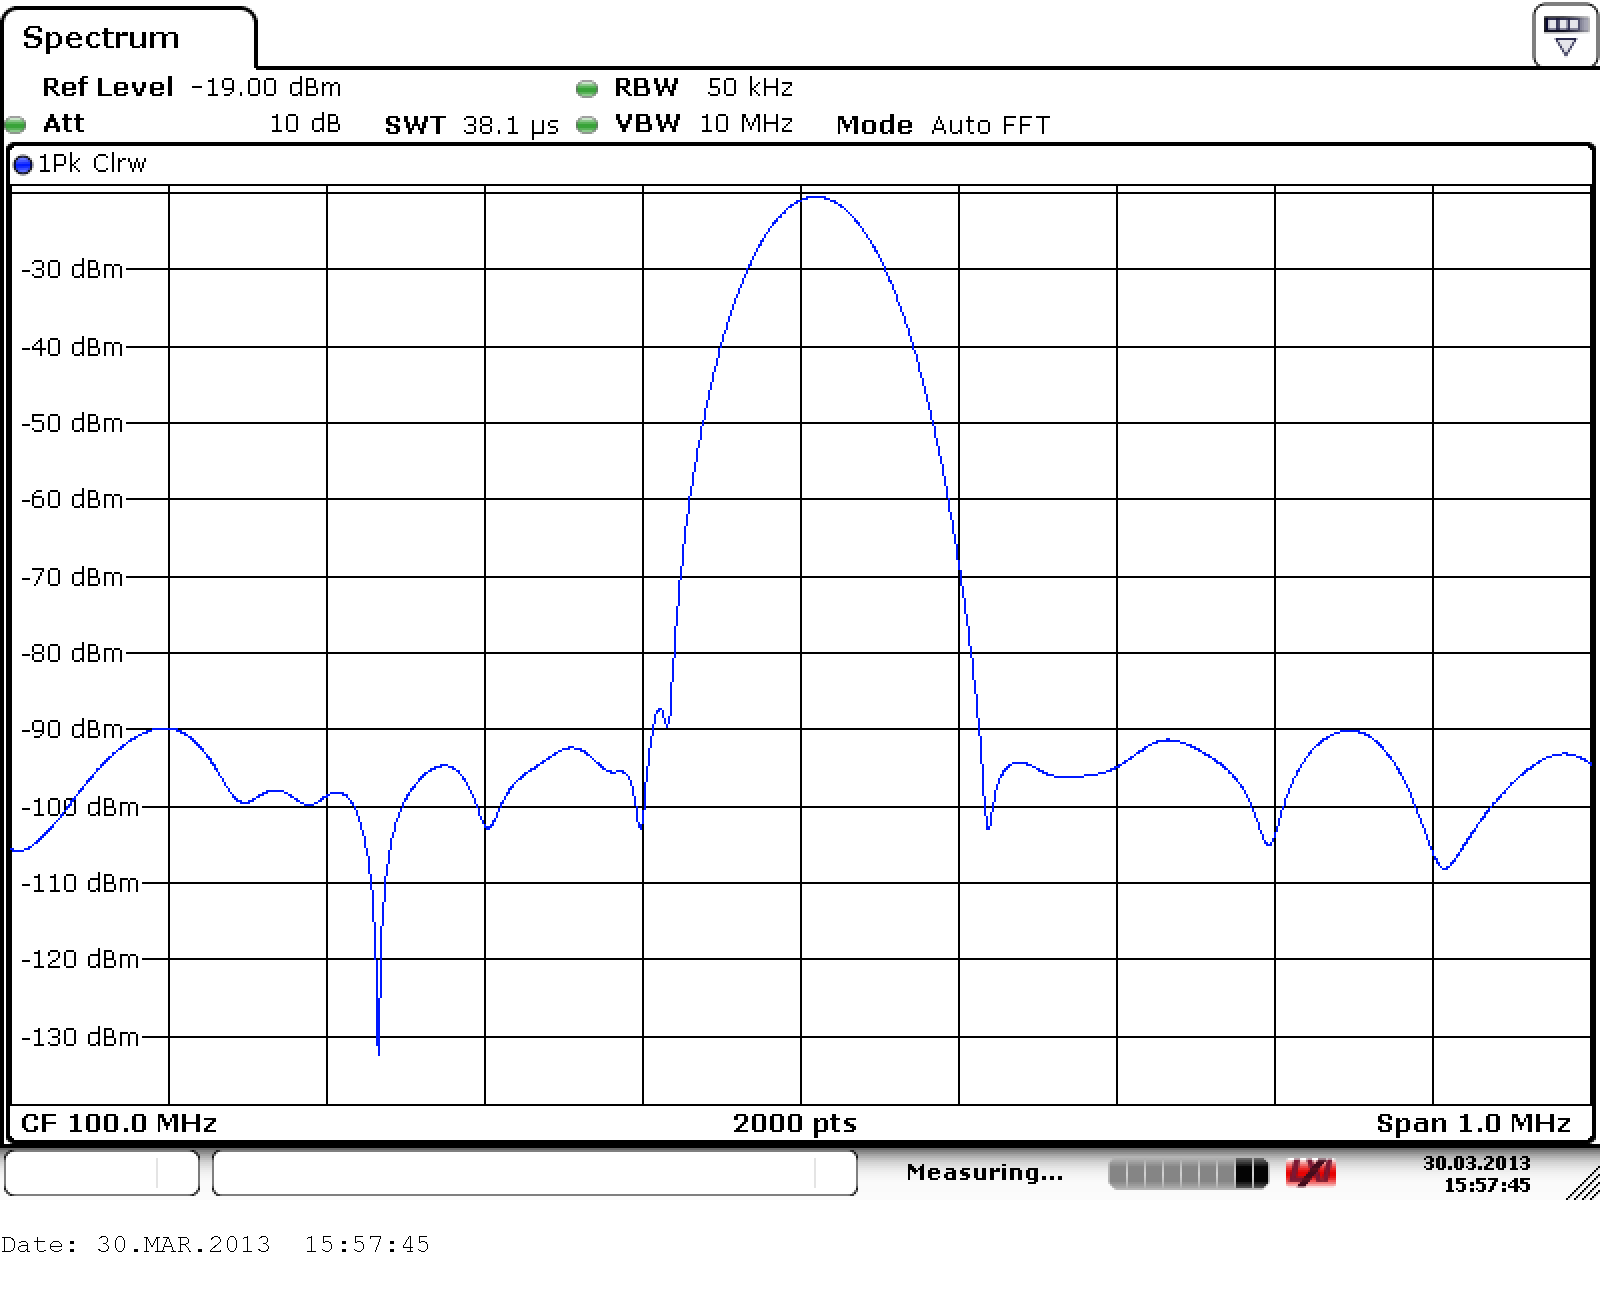 Spectrum
Ref Level -19.00 dBm RBW 50 kHz
Att 10 dB SWT 38.1 µs VBW 10 MHz Mode Auto FFT
1Pk Clrw
-30 dBm
-40 dBm
-50 dBm
-60 dBm
-70 dBm
-80 dBm
-90 dBm
-100 dBm
-110 dBm
-120 dBm
-130 dBm
CF 100.0 MHz 2000 pts Span 1.0 MHz
Measuring... LXI 30.03.2013
15:57:45
Date: 30.MAR.2013 15:57:45